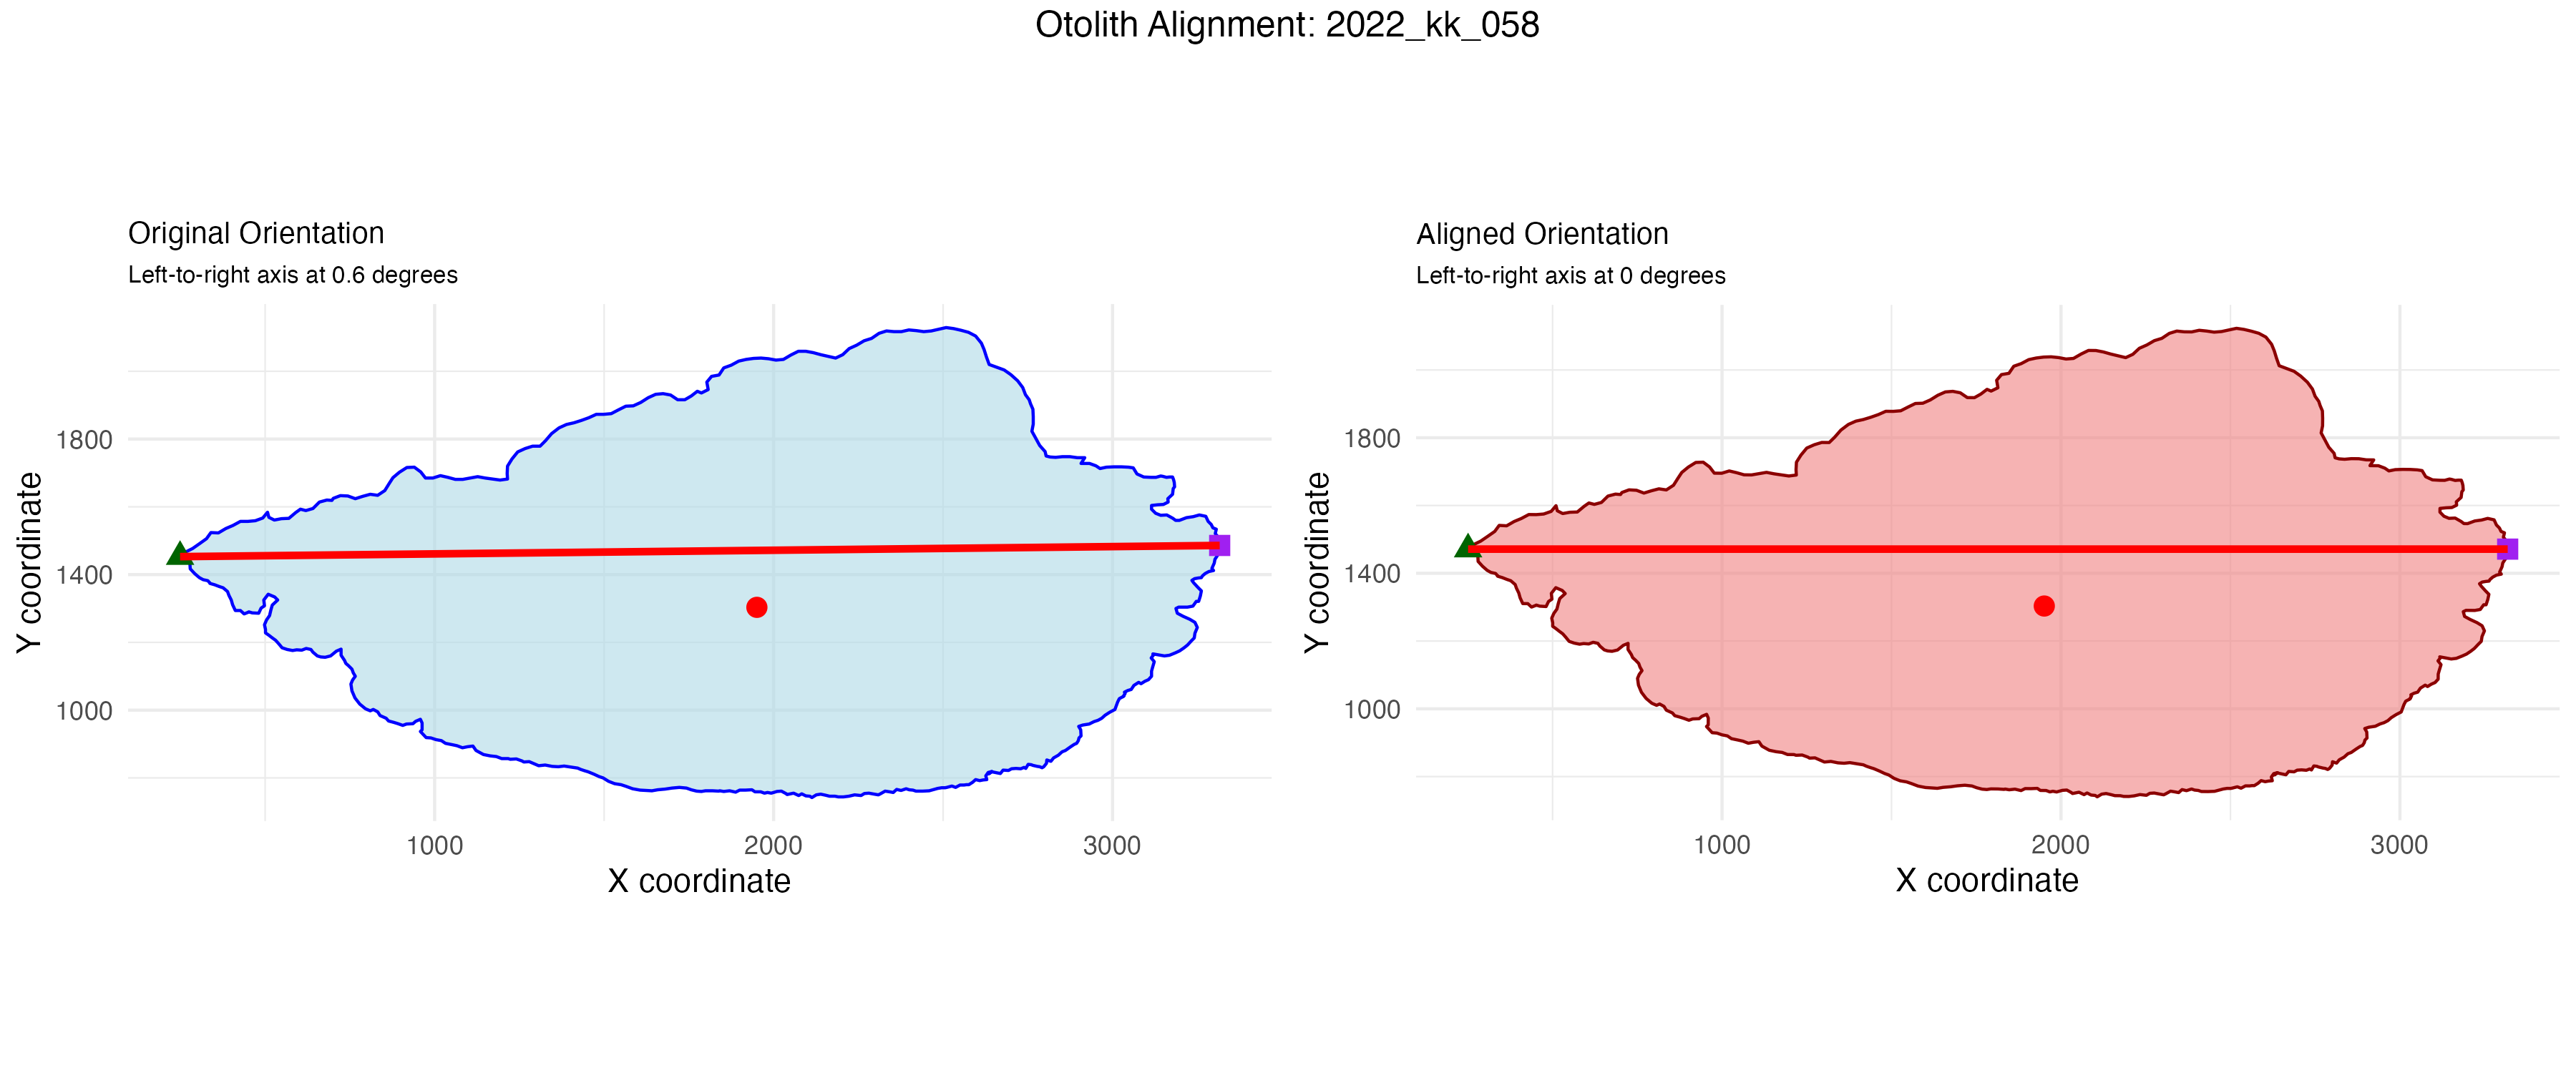 Otolith Alignment: 2022_kk_058
Original Orientation
Left-to-right axis at 0.6 degrees
1800
1400
1000
Y coordinate
1000 2000 3000
X coordinate
Aligned Orientation
Left-to-right axis at 0 degrees
1800
1400
1000
Y coordinate
1000 2000 3000
X coordinate